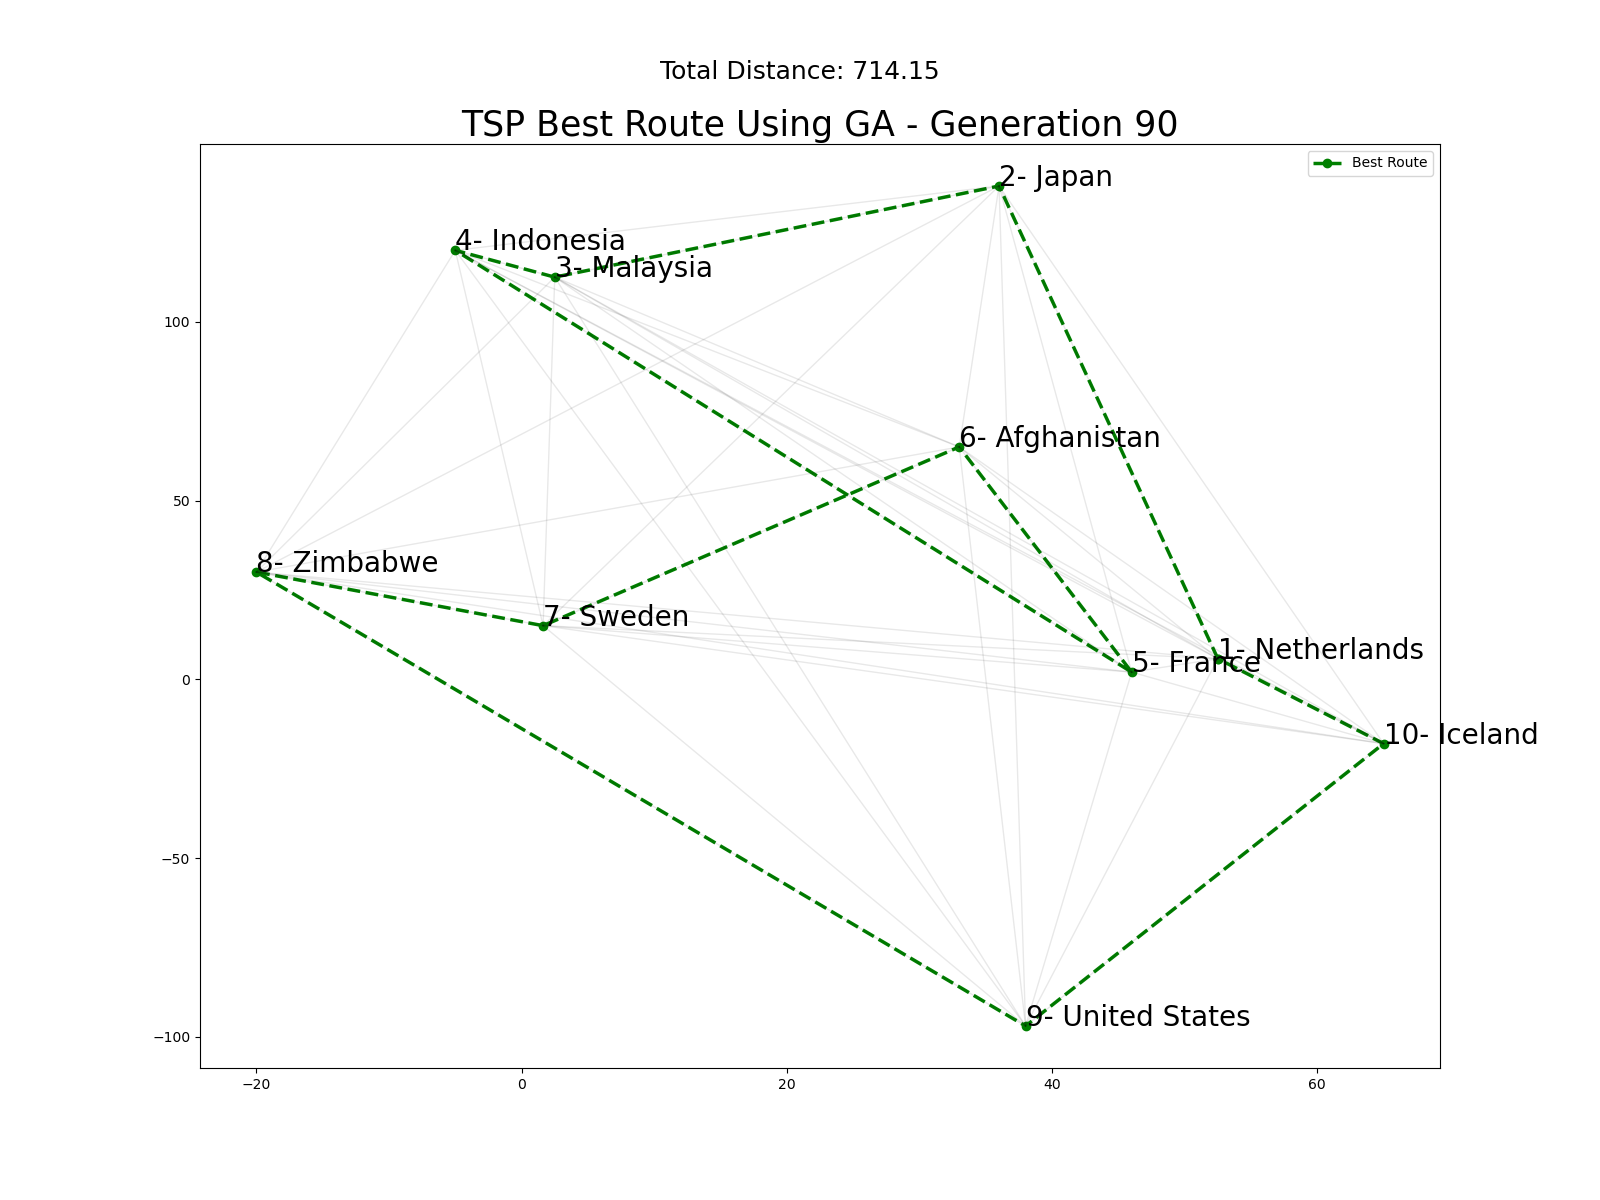 Total Distance: 714.15
TSP Best Route Using GA - Generation 90
Best Route
2- Japan
4- Indonesia
3- Malaysia
100
6- Afghanistan
50
8- Zimbabwe
7- Sweden
1- Netherlands
5- France
0
10- Iceland
−50
9- United States
−100
−20 0 20 40 60